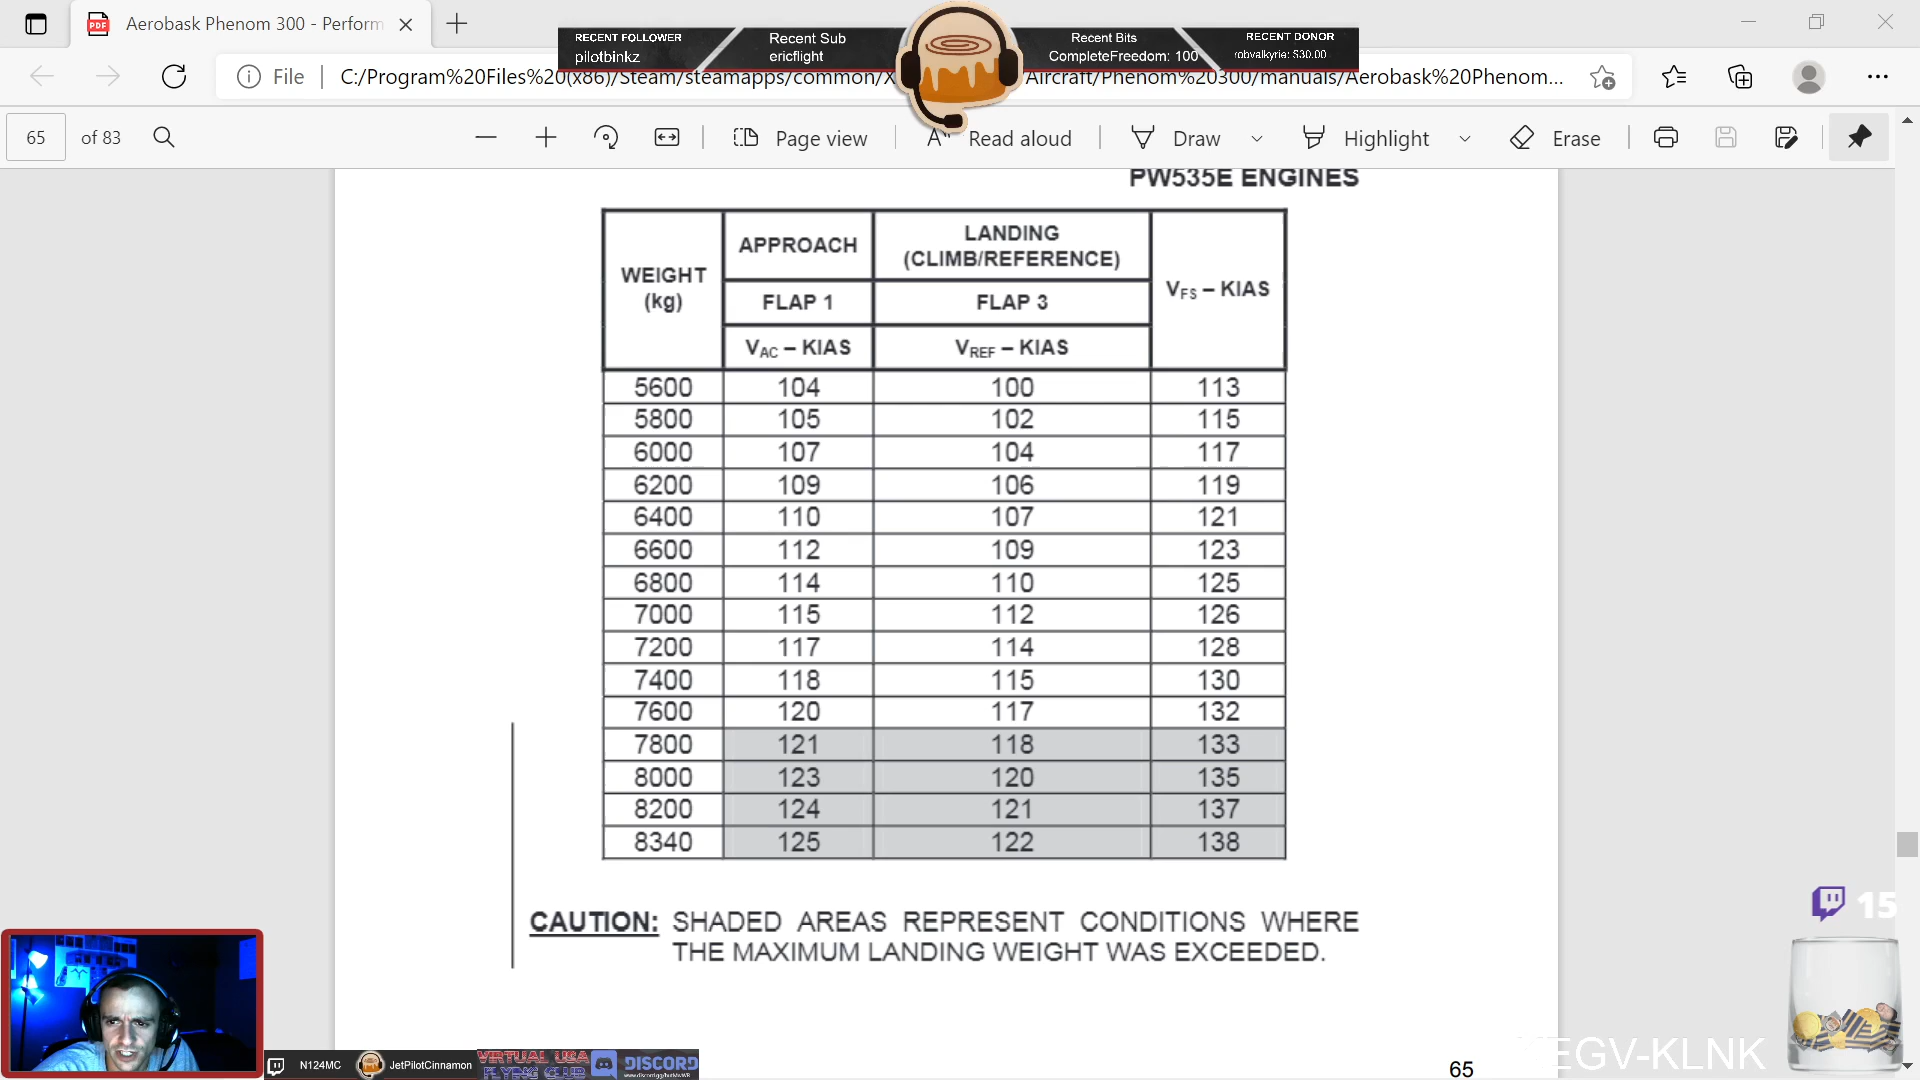 Aerobask Phenom 300 - Perform
RECENT FOLLOWER
pilotbinkz
Recent Sub
ericflight
Recent Bits
CompleteFreedom: 100
RECENT DONOR
robvalkyrie: $30.00
File
C:/Program%20Files%20(x86)/Steam/steamapps/common/X
Aircraft/Phenom%20300/manuals/Aerobask%20Phenom...
65 of 83
Page view
Read aloud
Draw
Highlight
Erase
PW535E ENGINES
WEIGHT (kg) APPROACH LANDING (CLIMB/REFERENCE) VFS – KIAS
FLAP 1 FLAP 3
VAC – KIAS VREF – KIAS
5600 104 100 113
5800 105 102 115
6000 107 104 117
6200 109 106 119
6400 110 107 121
6600 112 109 123
6800 114 110 125
7000 115 112 126
7200 117 114 128
7400 118 115 130
7600 120 117 132
7800 121 118 133
8000 123 120 135
8200 124 121 137
8340 125 122 138
CAUTION: SHADED AREAS REPRESENT CONDITIONS WHERE
THE MAXIMUM LANDING WEIGHT WAS EXCEEDED.
15
65
EGV-KLNK
N124MC
JetPilotCinnamon
VIRTUAL USA
FLYING CLUB
DISCORD